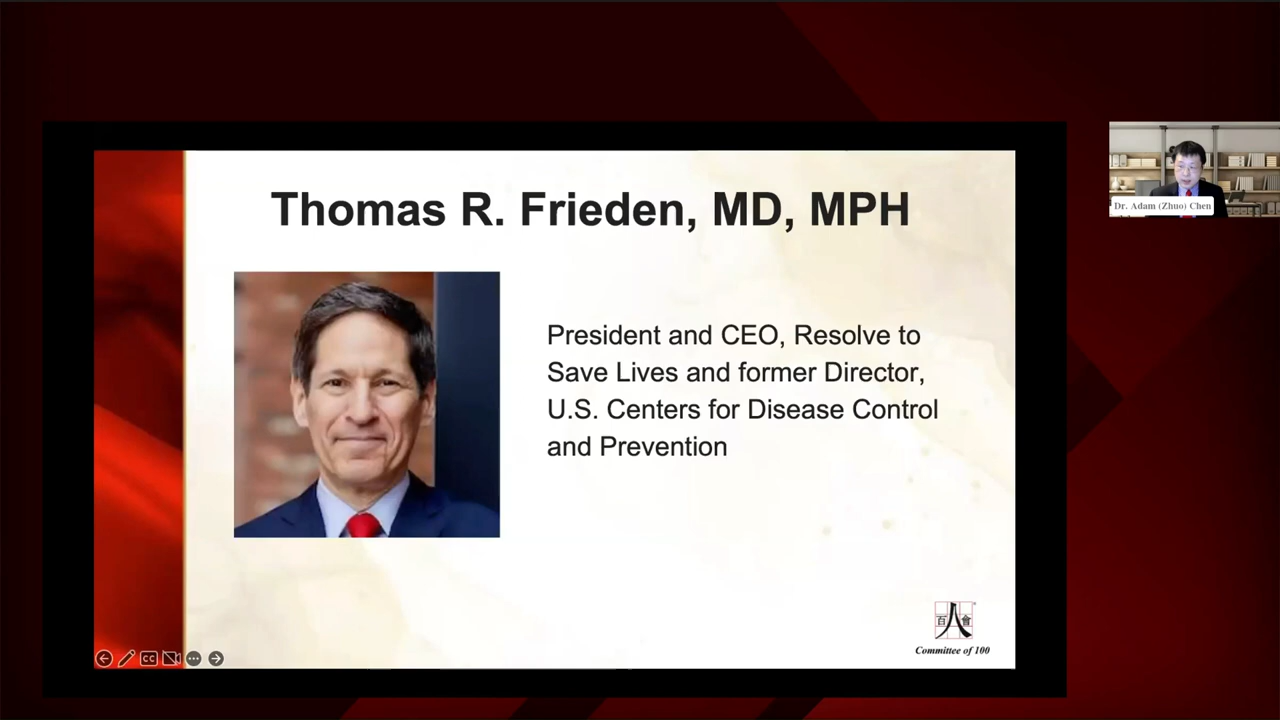 Thomas R. Frieden, MD, MPH
President and CEO, Resolve to
Save Lives and former Director,
U.S. Centers for Disease Control
and Prevention
百人會
Committee of 100
CC
Dr. Adam (Zhuo) Chen